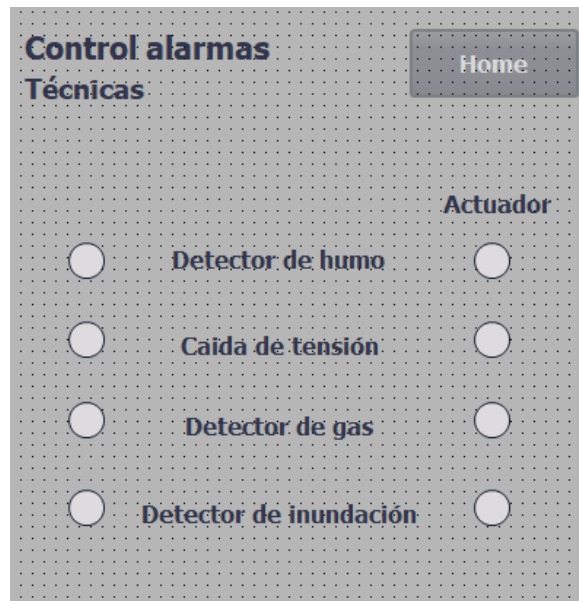 Control alarmas
Home
Técnicas
Actuador
Detector de humo
Caida de tensión
Detector de gas
Detector de inundación